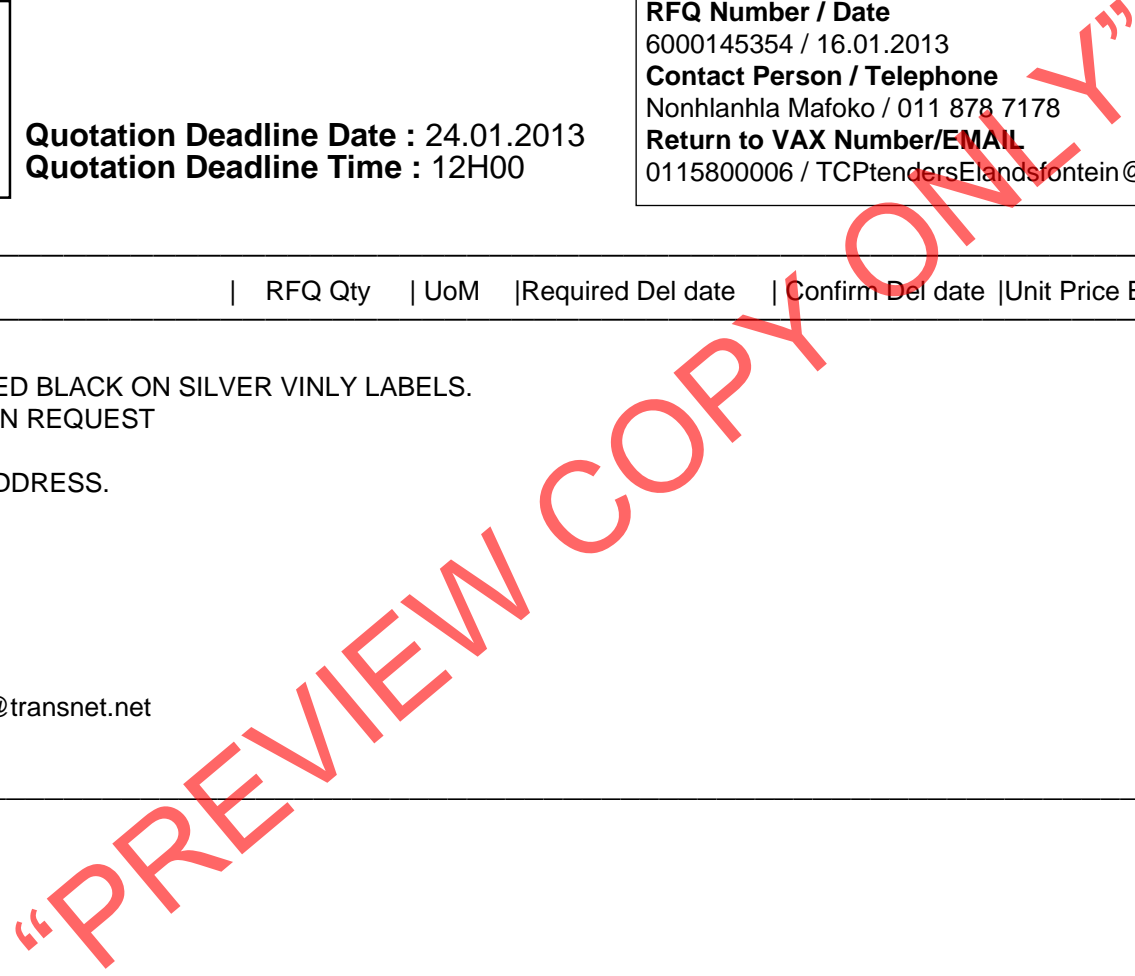 RFQ Number / Date
6000145354 / 16.01.2013
Contact Person / Telephone
Nonhlanhla Mafoko / 011 878 7178
Return to VAX Number/EMAIL
0115800006 / TCPtendersElandsfontein@
Quotation Deadline Date : 24.01.2013
Quotation Deadline Time : 12H00
| RFQ Qty | UoM |Required Del date | Confirm Del date |Unit Price E
ED BLACK ON SILVER VINLY LABELS.
N REQUEST
DDRESS.
@transnet.net
“PREVIEW COPY ONLY”